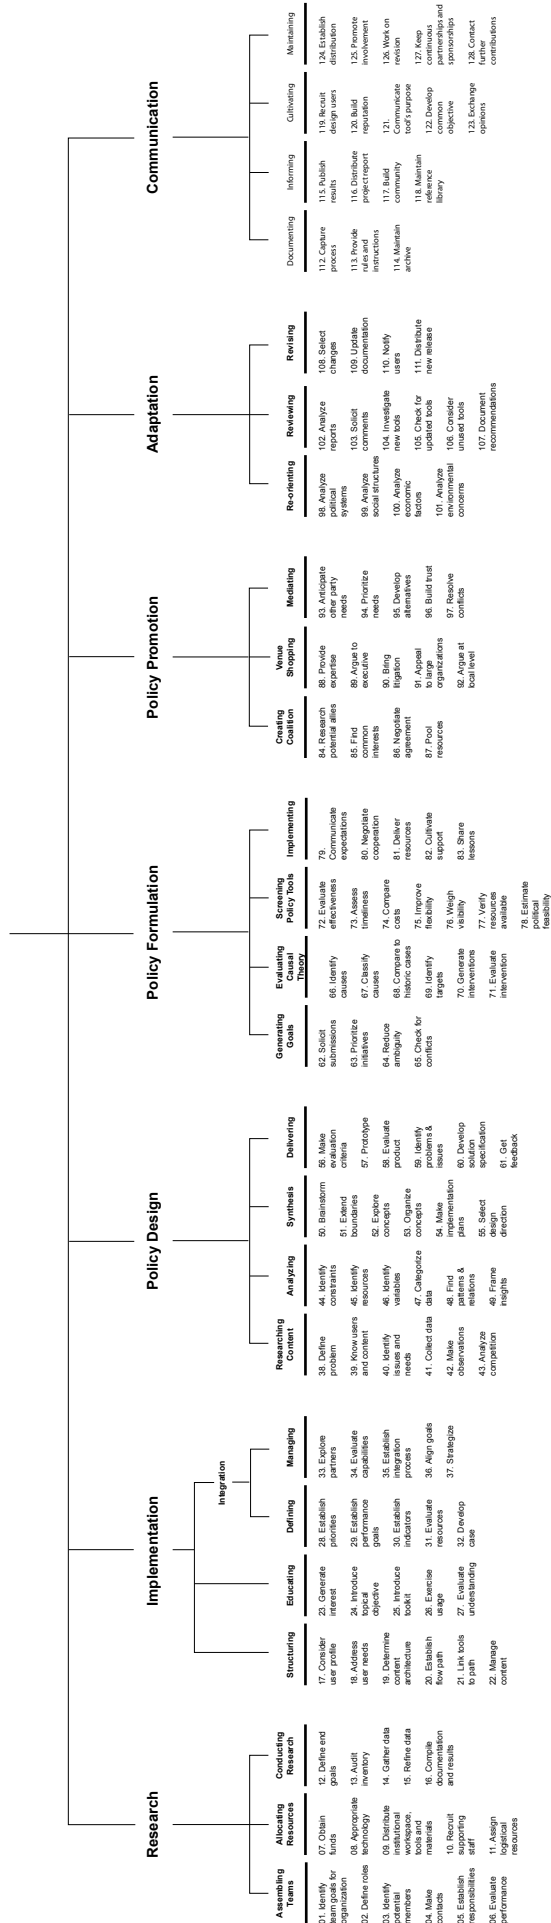 Research
Assembling
Teams
01. Identify
team goals for
organization
02. Define roles
03. Identify
potential
members
04. Make
contacts
05. Establish
responsibilities
06. Evaluate
performance
Allocating
Resources
07. Obtain
funds
08. Appropriate
technology
09. Distribute
institutional
workspace,
tools and
materials
10. Recruit
supporting
staff
11. Assign
logistical
resources
Conducting
Research
12. Define end
goals
13. Audit
inventory
14. Gather data
15. Refine data
16. Compile
documentation
and results
Implementation
Structuring
17. Consider
user profile
18. Address
user needs
19. Determine
content
architecture
20. Establish
flow path
21. Link tools
to path
22. Manage
content
Educating
23. Generate
interest
24. Introduce
topical
objective
25. Introduce
toolkit
26. Exercise
usage
27. Evaluate
understanding
Integration
Defining
28. Establish
priorities
29. Establish
performance
goals
30. Establish
indicators
31. Evaluate
resources
32. Develop
case
Managing
33. Explore
partners
34. Evaluate
capabilities
35. Establish
integration
process
36. Align goals
37. Strategize
Policy Design
Researching
Content
38. Define
problem
39. Know users
and content
40. Identify
issues and
needs
41. Collect data
42. Make
observations
43. Analyze
competition
Analyzing
44. Identify
constraints
45. Identify
resources
46. Identify
variables
47. Categorize
data
48. Find
patterns &
relations
49. Frame
insights
Synthesis
50. Brainstorm
51. Extend
boundaries
52. Explore
concepts
53. Organize
concepts
54. Make
implementation
plans
55. Select
design
direction
Delivering
56. Make
evaluation
criteria
57. Prototype
58. Evaluate
product
59. Identify
problems &
issues
60. Develop
solution
specification
61. Get
feedback
Policy Formulation
Generating
Goals
62. Solicit
submissions
63. Prioritize
initiatives
64. Reduce
ambiguity
65. Check for
conflicts
Evaluating
Causal
Theory
66. Identify
causes
67. Classify
causes
68. Compare to
historic cases
69. Identify
targets
70. Generate
interventions
71. Evaluate
intervention
Screening
Policy Tools
72. Evaluate
effectiveness
73. Assess
timeliness
74. Compare
costs
75. Improve
flexibility
76. Weigh
visibility
77. Verify
resources
available
78. Estimate
political
feasibility
Implementing
79.
Communicate
expectations
80. Negotiate
cooperation
81. Deliver
resources
82. Cultivate
support
83. Share
lessons
Policy Promotion
Creating
Coalition
84. Research
potential allies
85. Find
common
interests
86. Negotiate
agreement
87. Pool
resources
Venue
Shopping
88. Provide
expertise
89. Argue to
executive
90. Bring
litigation
91. Appeal
to large
organizations
92. Argue at
local level
Mediating
93. Anticipate
other party
needs
94. Prioritize
needs
95. Develop
alternatives
96. Build trust
97. Resolve
conflicts
Adaptation
Re-orienting
98. Analyze
political
systems
99. Analyze
social structures
100. Analyze
economic
factors
101. Analyze
environmental
concerns
Reviewing
102. Analyze
reports
103. Solicit
comments
104. Investigate
new tools
105. Check for
updated tools
106. Consider
unused tools
107. Document
recommendations
Revising
108. Select
changes
109. Update
documentation
110. Notify
users
111. Distribute
new release
Communication
Documenting
112. Capture
process
113. Provide
rules and
instructions
114. Maintain
archive
Informing
115. Publish
results
116. Distribute
project report
117. Build
community
118. Maintain
reference
library
Cultivating
119. Recruit
design users
120. Build
reputation
121.
Communicate
tool's purpose
122. Develop
common
objective
123. Exchange
opinions
Maintaining
124. Establish
distribution
125. Promote
involvement
126. Work on
revision
127. Keep
continuous
partnerships and
sponsorships
128. Contact
further
contributions